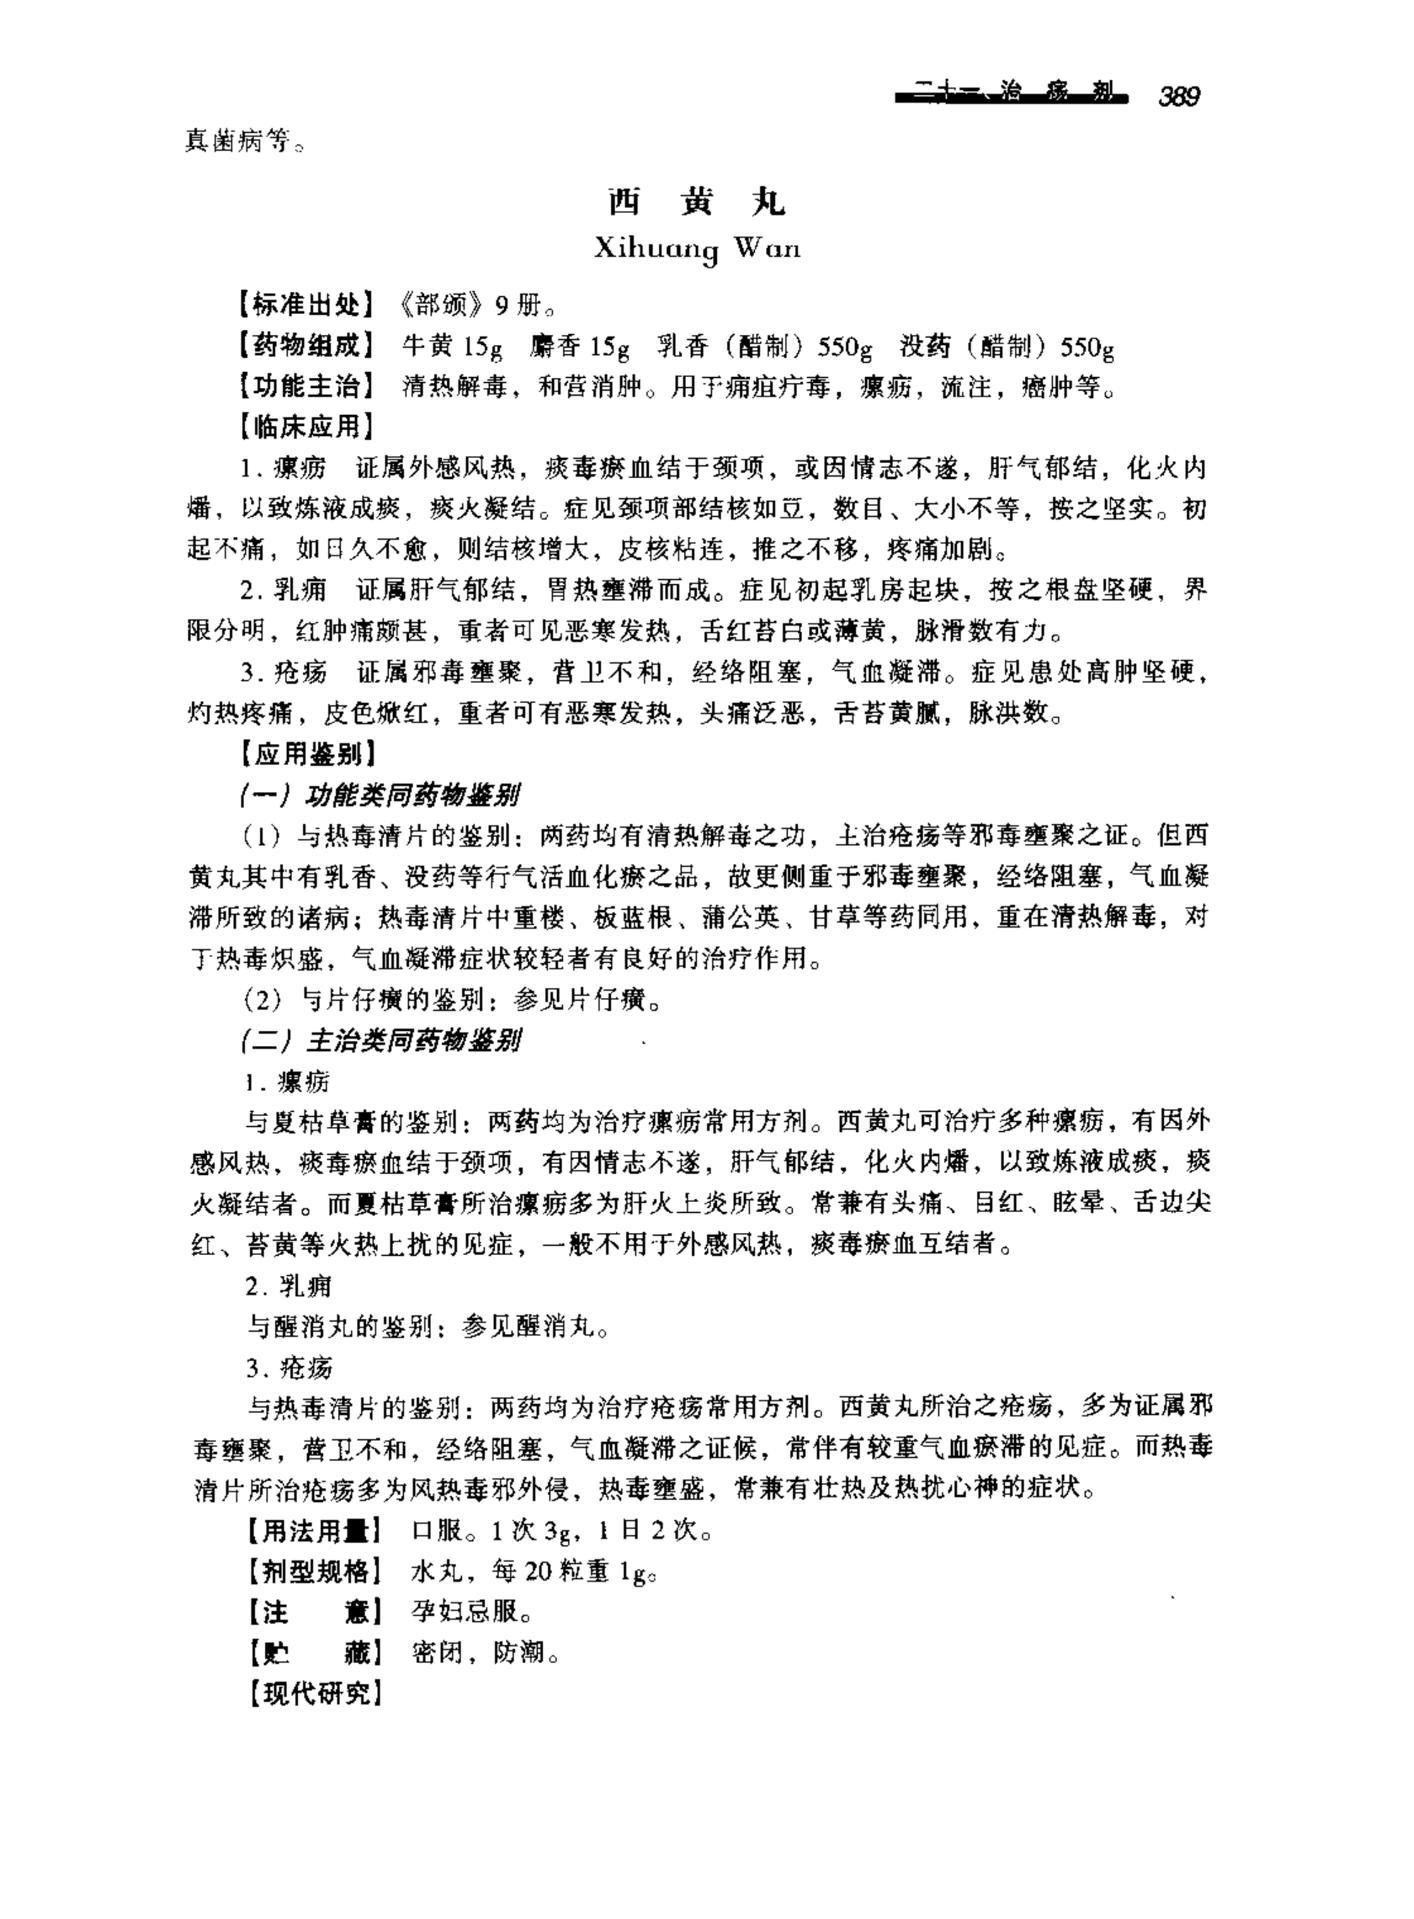 二十一、治疡剂 389
真菌病等。
西黄丸
Xihuang Wan
【标准出处】 《部颁》9册。
【药物组成】 牛黄15g 麝香15g 乳香（醋制）550g 没药（醋制）550g
【功能主治】 清热解毒，和营消肿。用于痈疽疔毒，瘰疬，流注，癌肿等。
【临床应用】
1. 瘰疬 证属外感风热，痰毒瘀血结于颈项，或因情志不遂，肝气郁结，化火内
燔，以致炼液成痰，痰火凝结。症见颈项部结核如豆，数目、大小不等，按之坚实。初
起不痛，如日久不愈，则结核增大，皮核粘连，推之不移，疼痛加剧。
2. 乳痈 证属肝气郁结，胃热壅滞而成。症见初起乳房起块，按之根盘坚硬，界
限分明，红肿痛颇甚，重者可见恶寒发热，舌红苔白或薄黄，脉滑数有力。
3. 疮疡 证属邪毒壅聚，营卫不和，经络阻塞，气血凝滞。症见患处高肿坚硬，
灼热疼痛，皮色焮红，重者可有恶寒发热，头痛泛恶，舌苔黄腻，脉洪数。
【应用鉴别】
（一）功能类同药物鉴别
（1）与热毒清片的鉴别：两药均有清热解毒之功，主治疮疡等邪毒壅聚之证。但西
黄丸其中有乳香、没药等行气活血化瘀之品，故更侧重于邪毒壅聚，经络阻塞，气血凝
滞所致的诸病；热毒清片中重楼、板蓝根、蒲公英、甘草等药同用，重在清热解毒，对
于热毒炽盛，气血凝滞症状较轻者有良好的治疗作用。
（2）与片仔癀的鉴别：参见片仔癀。
（二）主治类同药物鉴别
1. 瘰疬
与夏枯草膏的鉴别：两药均为治疗瘰疬常用方剂。西黄丸可治疗多种瘰疬，有因外
感风热，痰毒瘀血结于颈项，有因情志不遂，肝气郁结，化火内燔，以致炼液成痰，痰
火凝结者。而夏枯草膏所治瘰疬多为肝火上炎所致。常兼有头痛、目红、眩晕、舌边尖
红、苔黄等火热上扰的见症，一般不用于外感风热，痰毒瘀血互结者。
2. 乳痈
与醒消丸的鉴别：参见醒消丸。
3. 疮疡
与热毒清片的鉴别：两药均为治疗疮疡常用方剂。西黄丸所治之疮疡，多为证属邪
毒壅聚，营卫不和，经络阻塞，气血凝滞之证候，常伴有较重气血瘀滞的见症。而热毒
清片所治疮疡多为风热毒邪外侵，热毒壅盛，常兼有壮热及热扰心神的症状。
【用法用量】 口服。1次3g，1日2次。
【剂型规格】 水丸，每20粒重1g。
【注 意】 孕妇忌服。
【贮 藏】 密闭，防潮。
【现代研究】